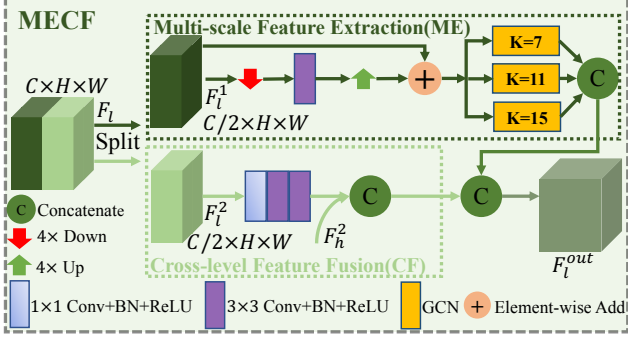 MECF
Multi-scale Feature Extraction(ME)
C×H×W
F_l
Split
F_l^1
C/2×H×W
+
K=7
K=11
K=15
C
F_l^2
C/2×H×W
F_h^2
C
C
F_l^{out}
Cross-level Feature Fusion(CF)
C Concatenate
4× Down
4× Up
1×1 Conv+BN+ReLU
3×3 Conv+BN+ReLU
GCN
+ Element-wise Add